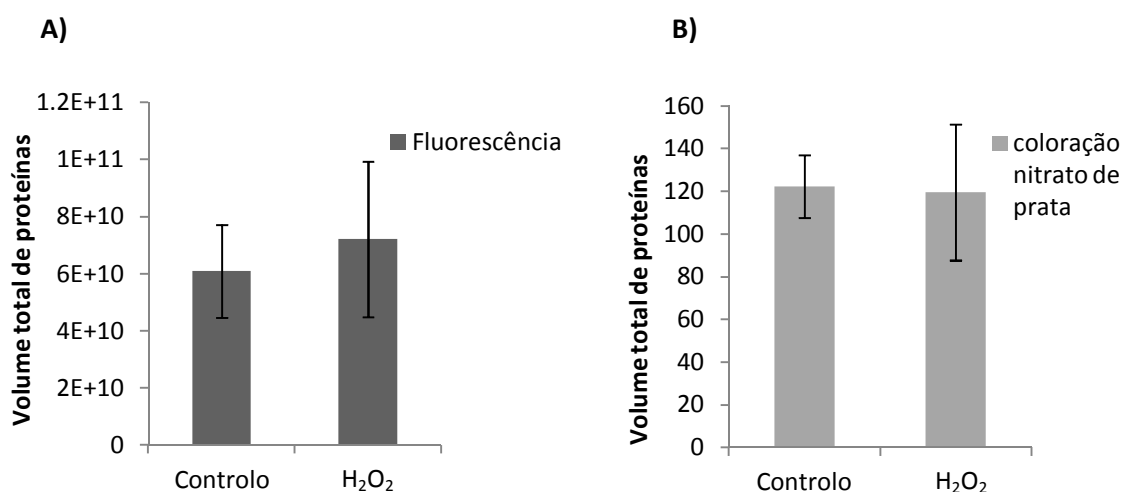 A)
Volume total de proteínas
1.2E+11
1E+11
8E+10
6E+10
4E+10
2E+10
0
Controlo
H₂O₂
Fluorescência
B)
Volume total de proteínas
160
140
120
100
80
60
40
20
0
Controlo
H₂O₂
coloração
nitrato de
prata